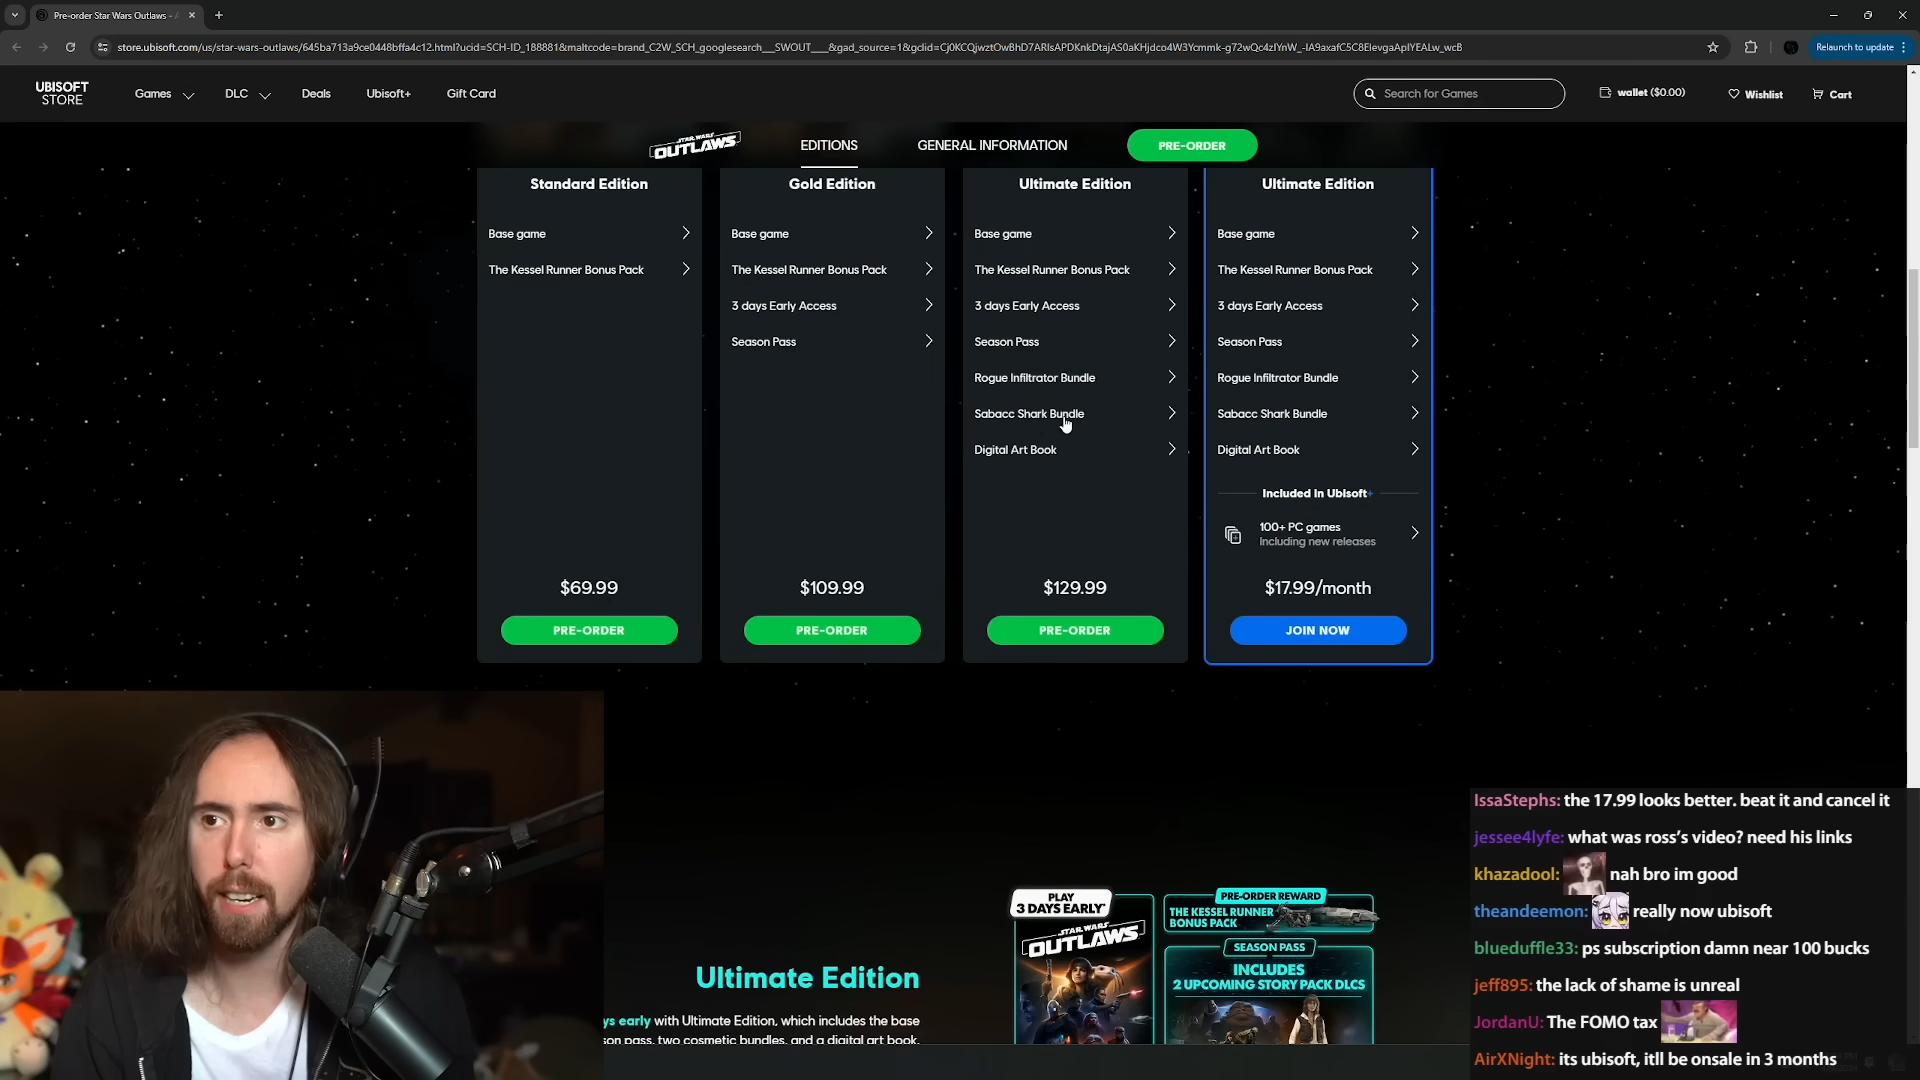 Pre-order Star Wars Outlaws -
store.ubisoft.com/us/star-wars-outlaws/645ba713a9ce0448bffa4c12.html?ucid=SCH-ID_188881&maltcode=brand_C2W_SCH_googlesearch___SWOUT____&gad_source=1&gclid=
Relaunch to update
UBISOFT
STORE
Games
DLC
Deals
Ubisoft+
Gift Card
Search for Games
wallet ($0.00)
Wishlist
Cart
STAR WARS
OUTLAWS
EDITIONS
GENERAL INFORMATION
PRE-ORDER
Standard Edition
Base game
The Kessel Runner Bonus Pack
$69.99
PRE-ORDER
Gold Edition
Base game
The Kessel Runner Bonus Pack
3 days Early Access
Season Pass
$109.99
PRE-ORDER
Ultimate Edition
Base game
The Kessel Runner Bonus Pack
3 days Early Access
Season Pass
Rogue Infiltrator Bundle
Sabacc Shark Bundle
Digital Art Book
$129.99
PRE-ORDER
Ultimate Edition
Base game
The Kessel Runner Bonus Pack
3 days Early Access
Season Pass
Rogue Infiltrator Bundle
Sabacc Shark Bundle
Digital Art Book
Included in Ubisoft+
100+ PC games
Including new releases
$17.99/month
JOIN NOW
Ultimate Edition
ys early with Ultimate Edition, which includes the base
son pass, two cosmetic bundles, and a digital art book.
PLAY
3 DAYS EARLY*
STAR WARS
OUTLAWS
PRE-ORDER REWARD
THE KESSEL RUNNER
BONUS PACK
SEASON PASS
INCLUDES
2 UPCOMING STORY PACK DLCS
IssaStephs: the 17.99 looks better. beat it and cancel it
jessee4lyfe: what was ross's video? need his links
khazadool: nah bro im good
theandeemon: really now ubisoft
blueduffle33: ps subscription damn near 100 bucks
jeff895: the lack of shame is unreal
JordanU: The FOMO tax
AirXNight: its ubisoft, itll be onsale in 3 months